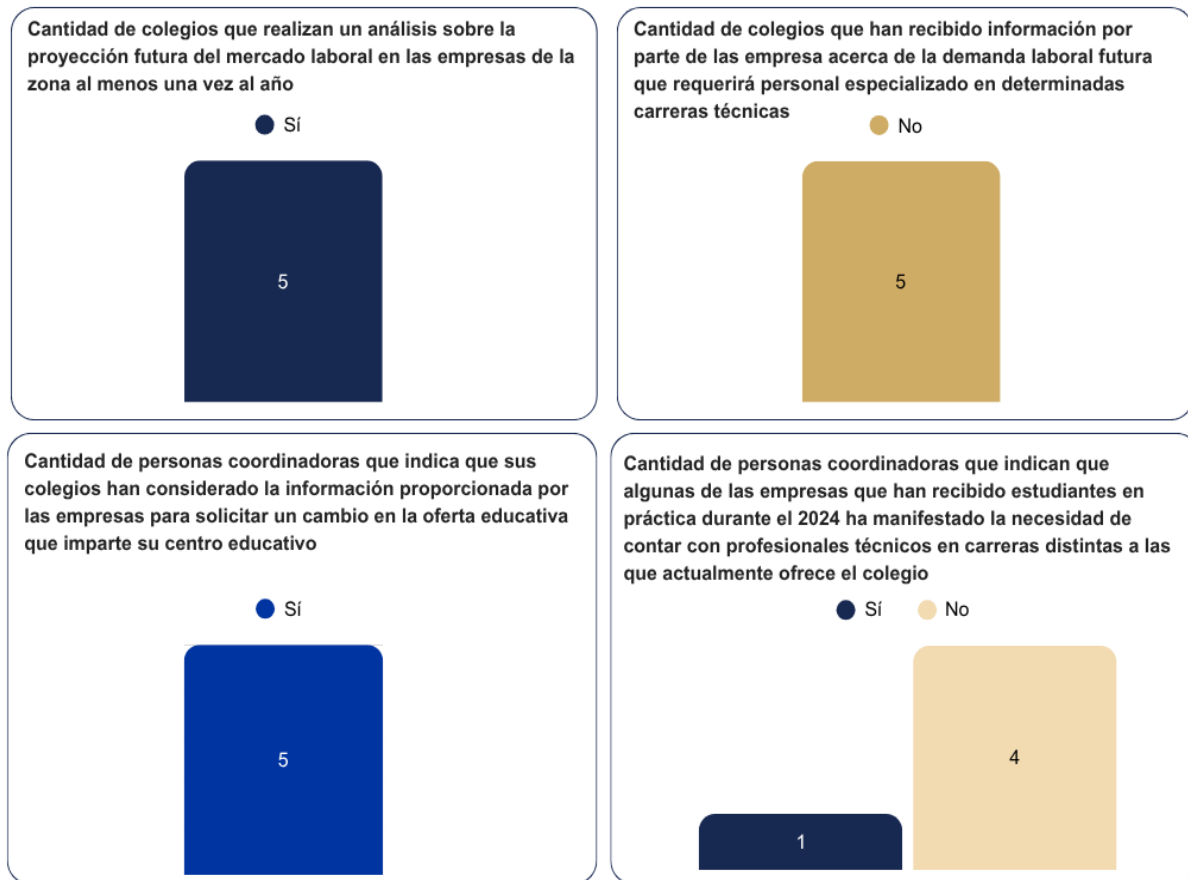 Cantidad de colegios que realizan un análisis sobre la
proyección futura del mercado laboral en las empresas de la
zona al menos una vez al año
Sí
5
Cantidad de colegios que han recibido información por
parte de las empresa acerca de la demanda laboral futura
que requerirá personal especializado en determinadas
carreras técnicas
No
5
Cantidad de personas coordinadoras que indica que sus
colegios han considerado la información proporcionada por
las empresas para solicitar un cambio en la oferta educativa
que imparte su centro educativo
Sí
5
Cantidad de personas coordinadoras que indican que
algunas de las empresas que han recibido estudiantes en
práctica durante el 2024 ha manifestado la necesidad de
contar con profesionales técnicos en carreras distintas a las
que actualmente ofrece el colegio
Sí No
4
1